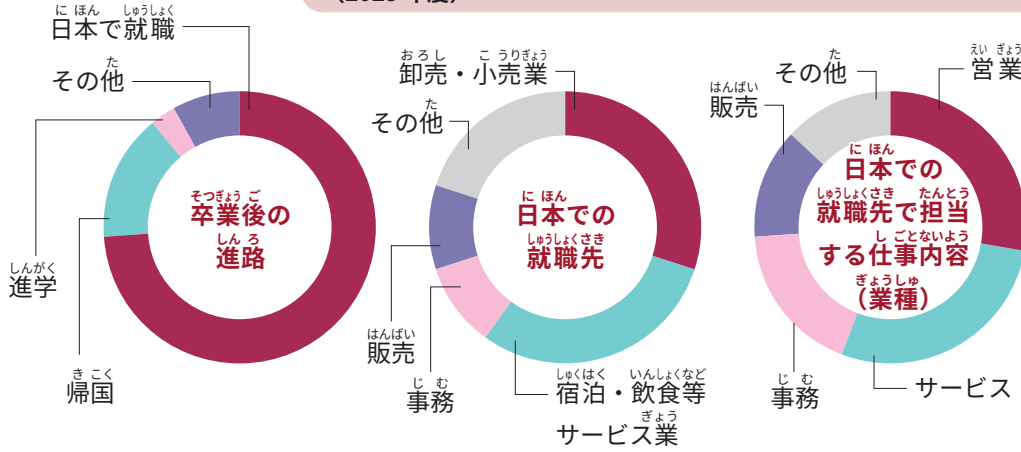 日本で就職
その他
進学
帰国
卒業後の
進路
卸売・小売業
その他
販売
事務
宿泊・飲食等
サービス業
日本での
就職先
営業
その他
販売
事務
サービス
日本での
就職先で担当
する仕事内容
（業種）